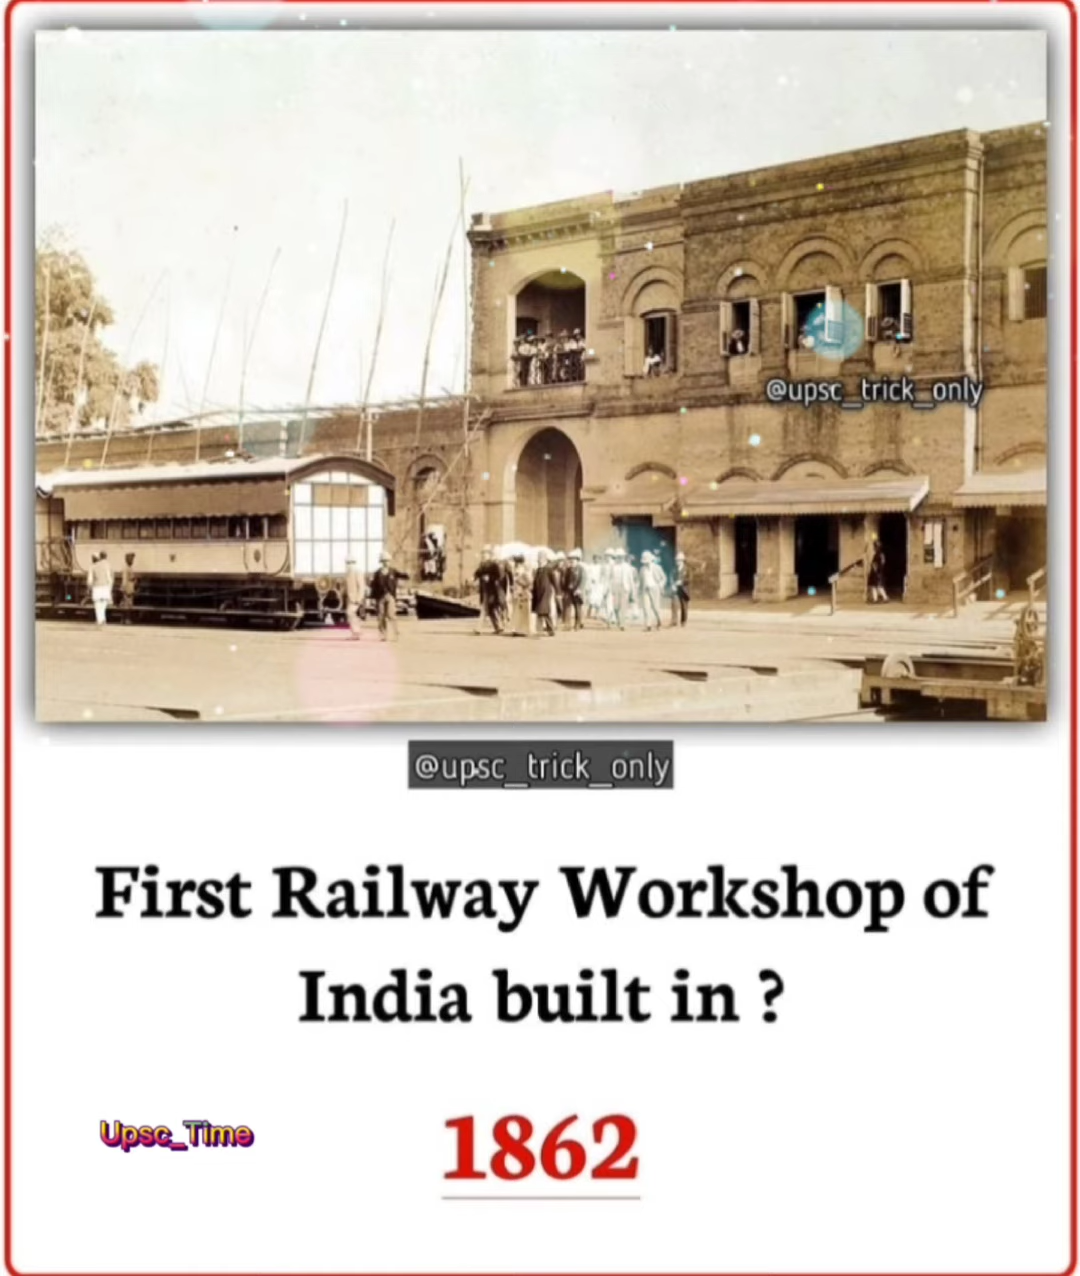 @upsc_trick_only
@upsc_trick_only
First Railway Workshop of
India built in ?
Upsc_Time
1862